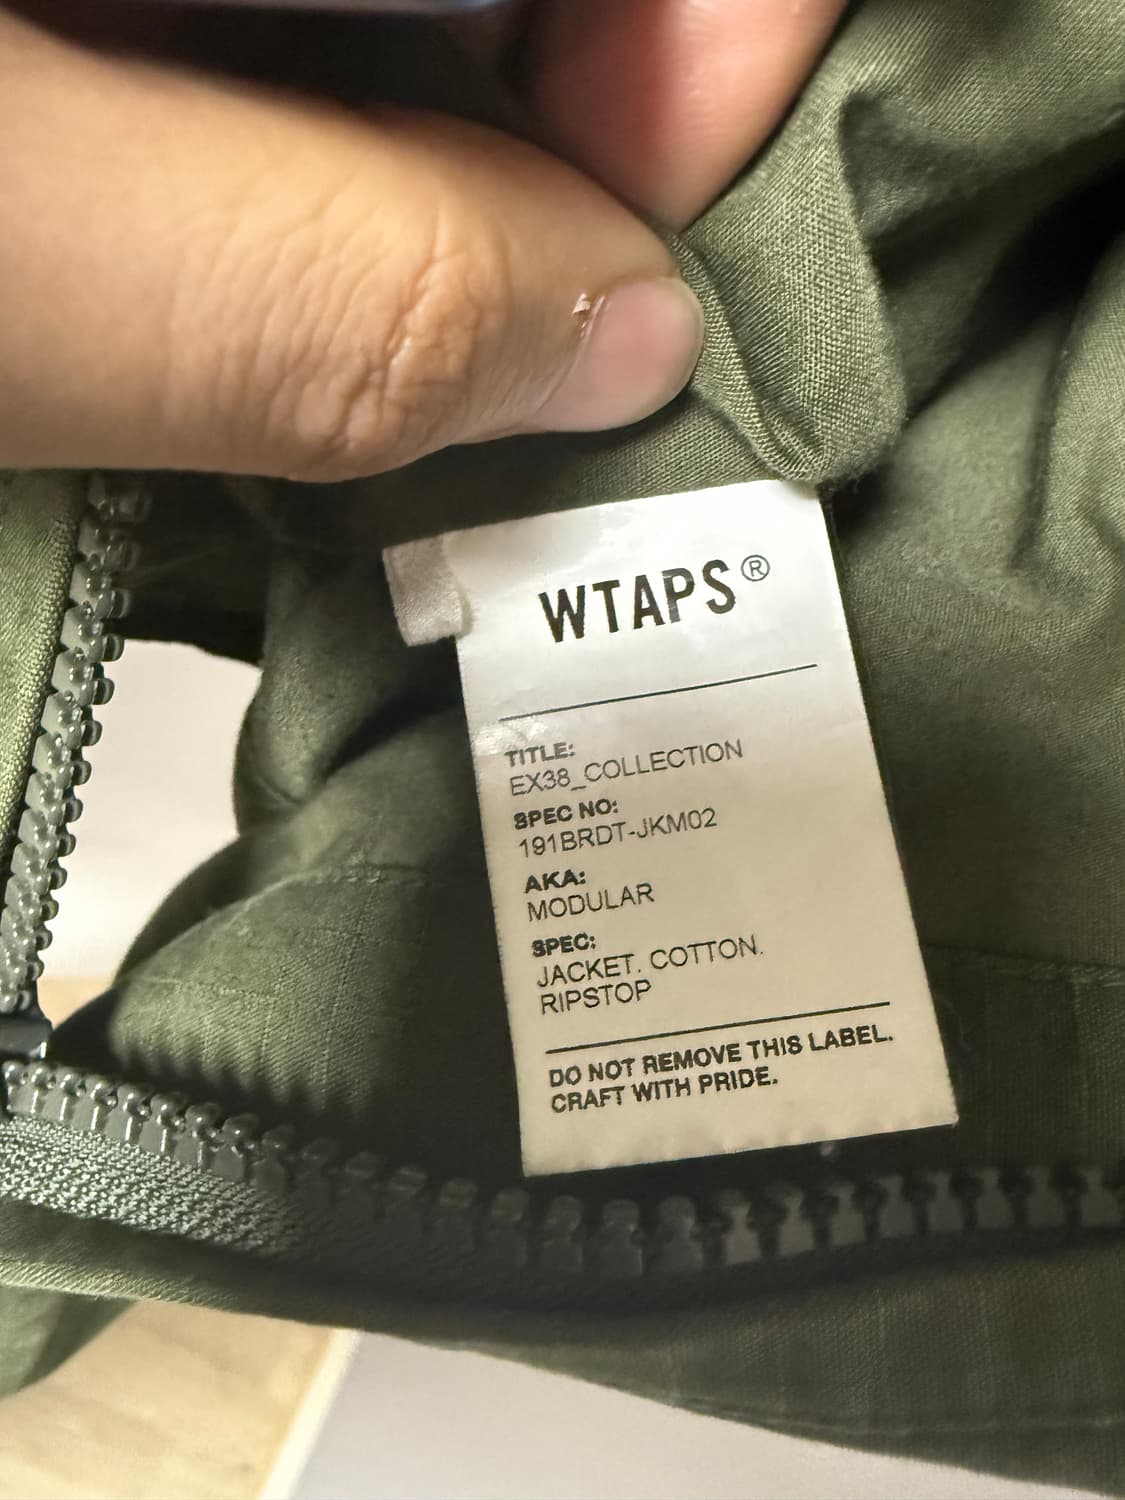 WTAPS®
TITLE:
EX38_COLLECTION
SPEC NO:
191BRDT-JKM02
AKA:
MODULAR
SPEC:
JACKET. COTTON.
RIPSTOP
DO NOT REMOVE THIS LABEL.
CRAFT WITH PRIDE.